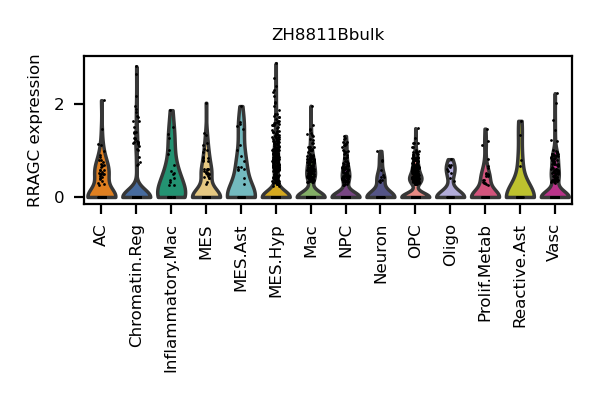 ZH8811Bbulk
RRAGC expression
2
0
AC
Chromatin.Reg
Inflammatory.Mac
MES
MES.Ast
MES.Hyp
Mac
NPC
Neuron
OPC
Oligo
Prolif.Metab
Reactive.Ast
Vasc